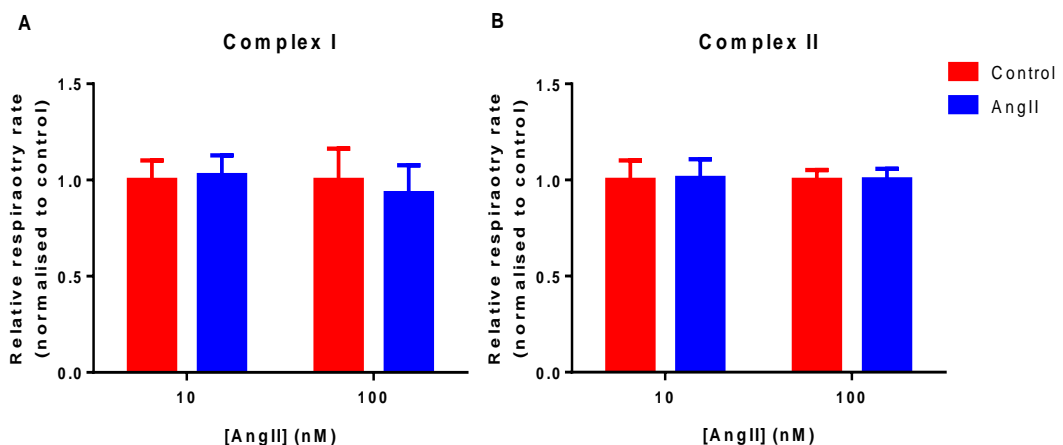 A
Complex I
Relative respiraotry rate
(normalised to control)
1.5
1.0
0.5
0.0
10
100
[AngII] (nM)
B
Complex II
Relative respiraotry rate
(normalised to control)
1.5
1.0
0.5
0.0
10
100
[AngII] (nM)
Control
AngII